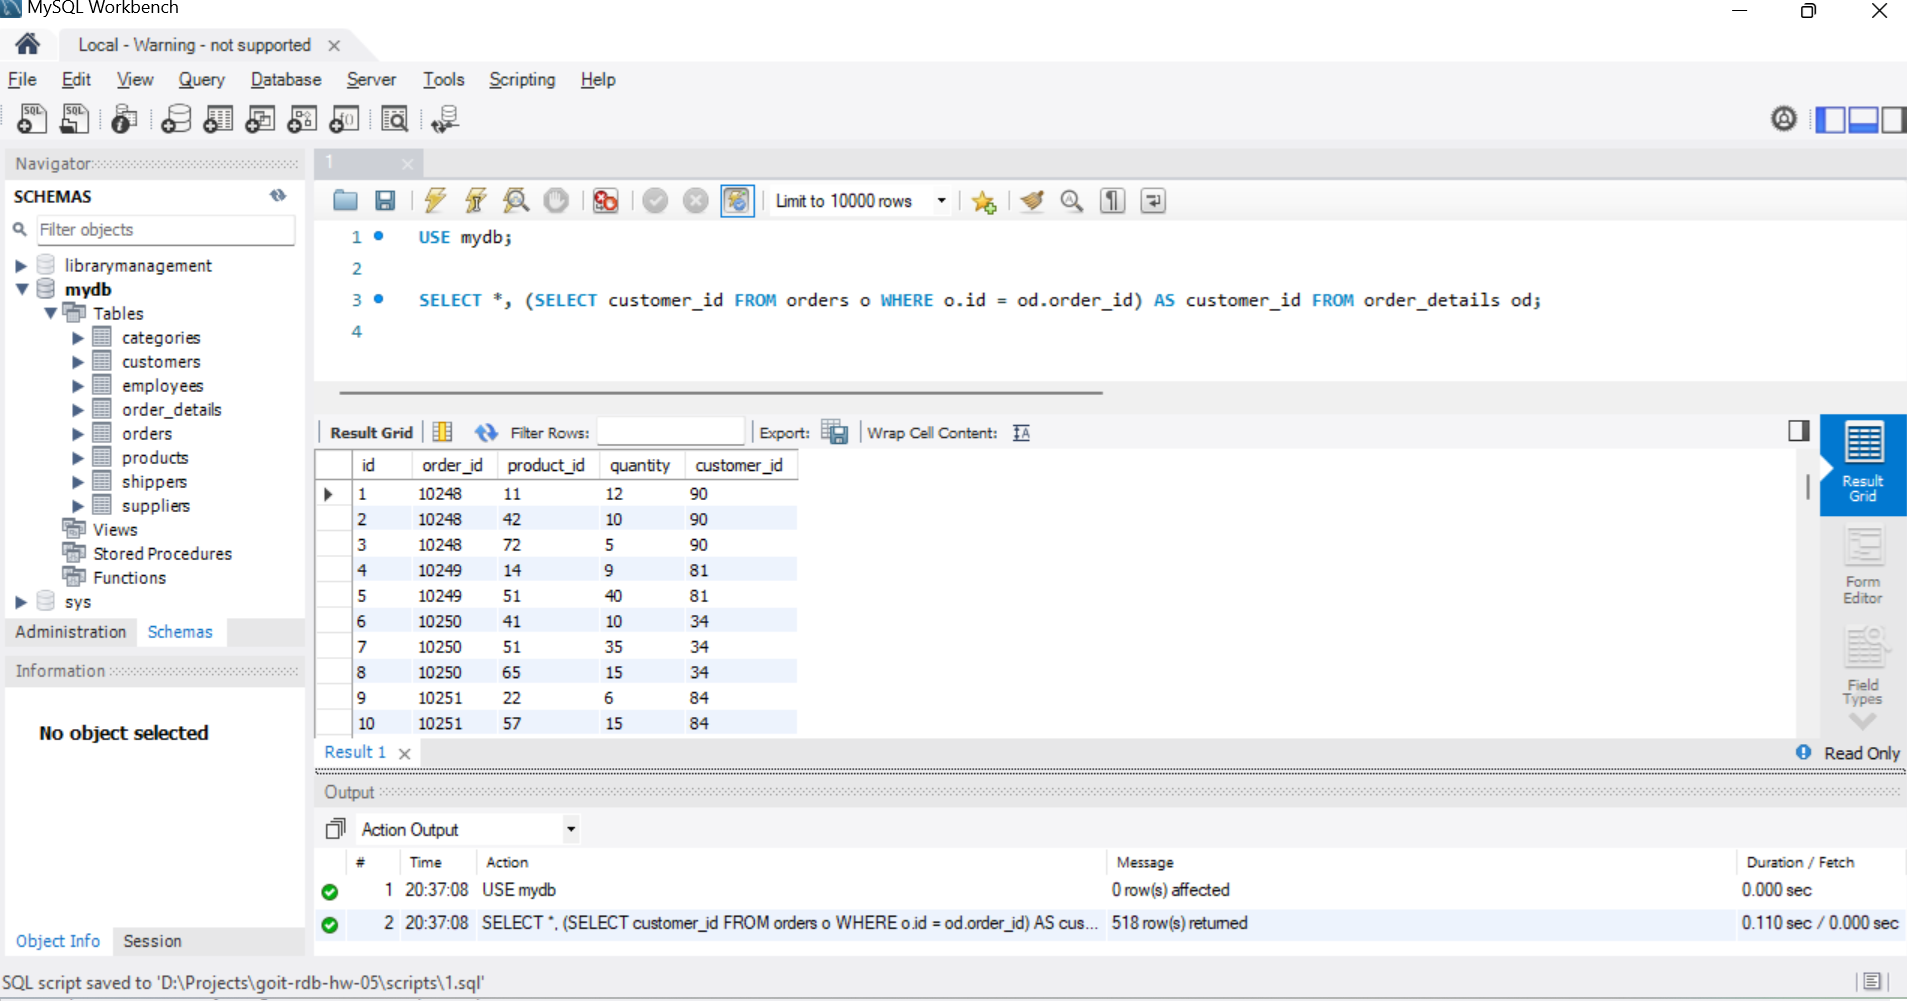 MySQL Workbench
Local - Warning - not supported
File Edit View Query Database Server Tools Scripting Help
Navigator
SCHEMAS
Filter objects
librarymanagement
mydb
Tables
categories
customers
employees
order_details
orders
products
shippers
suppliers
Views
Stored Procedures
Functions
sys
Administration Schemas
Information
No object selected
Object Info Session
1
Limit to 10000 rows
1 USE mydb;
2
3 SELECT *, (SELECT customer_id FROM orders o WHERE o.id = od.order_id) AS customer_id FROM order_details od;
4
Result Grid Filter Rows: Export: Wrap Cell Content:
id order_id product_id quantity customer_id
1 10248 11 12 90
2 10248 42 10 90
3 10248 72 5 90
4 10249 14 9 81
5 10249 51 40 81
6 10250 41 10 34
7 10250 51 35 34
8 10250 65 15 34
9 10251 22 6 84
10 10251 57 15 84
Result
Grid
Form
Editor
Field
Types
Result 1
Read Only
Output
Action Output
# Time Action Message Duration / Fetch
1 20:37:08 USE mydb 0 row(s) affected 0.000 sec
2 20:37:08 SELECT *, (SELECT customer_id FROM orders o WHERE o.id = od.order_id) AS cus... 518 row(s) returned 0.110 sec / 0.000 sec
SQL script saved to 'D:\Projects\goit-rdb-hw-05\scripts\1.sql'